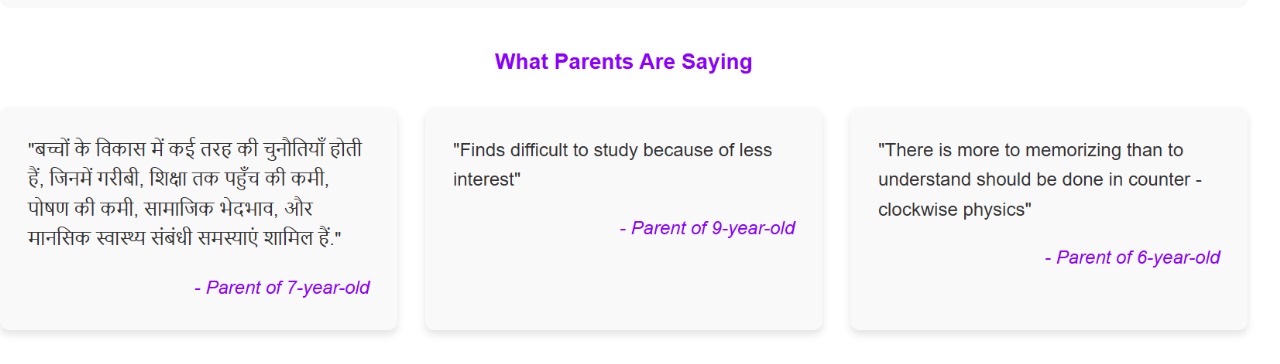 What Parents Are Saying
"बच्चों के विकास में कई तरह की चुनौतियाँ होती
हैं, जिनमें गरीबी, शिक्षा तक पहुँच की कमी,
पोषण की कमी, सामाजिक भेदभाव, और
मानसिक स्वास्थ्य संबंधी समस्याएं शामिल हैं."
- Parent of 7-year-old
"Finds difficult to study because of less
interest"
- Parent of 9-year-old
"There is more to memorizing than to
understand should be done in counter -
clockwise physics"
- Parent of 6-year-old